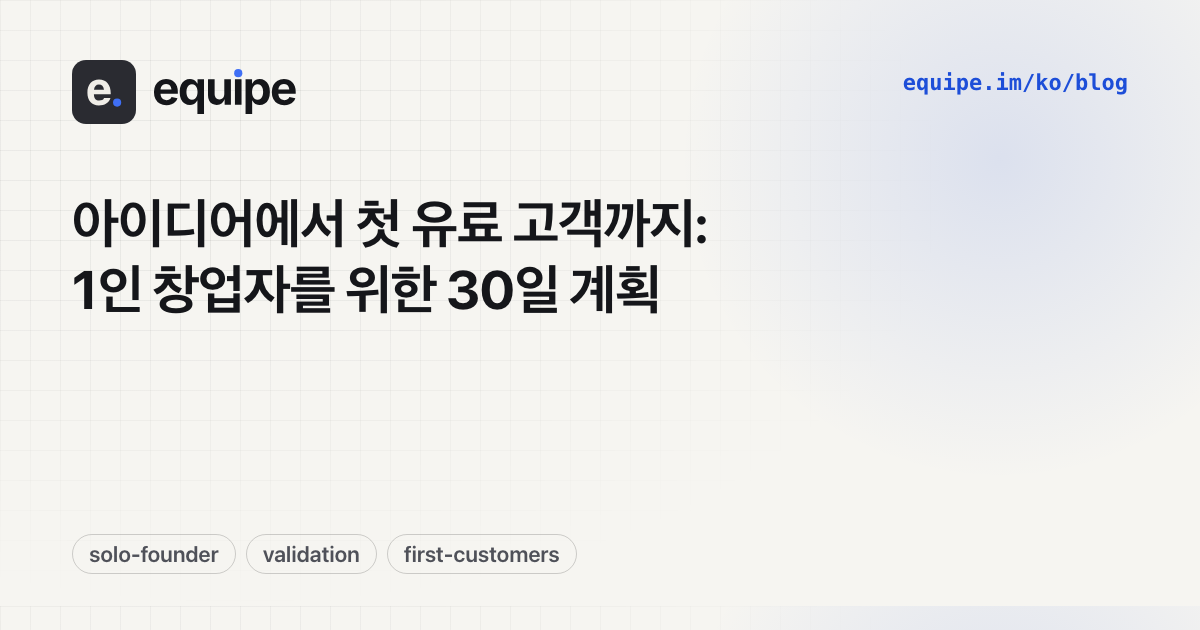 e.
equipe
equipe.im/ko/blog
아이디어에서 첫 유료 고객까지:
1인 창업자를 위한 30일 계획
solo-founder
validation
first-customers